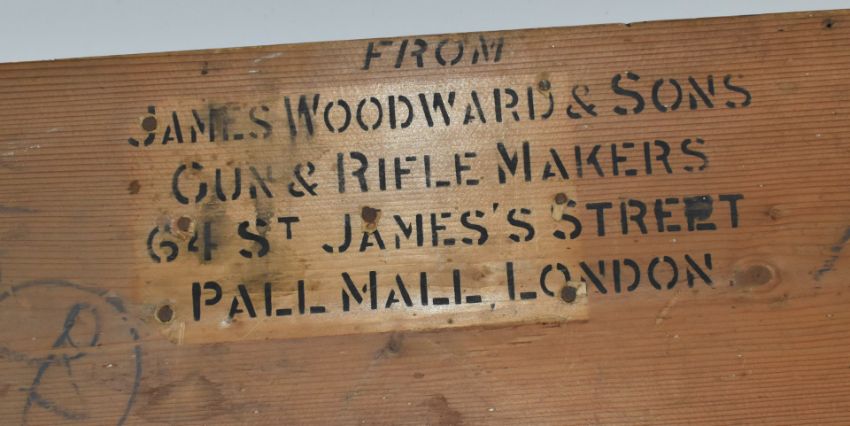 FROM
JAMES WOODWARD & SONS
GUN & RIFLE MAKERS
64 ST JAMES'S STREET
PALL MALL LONDON